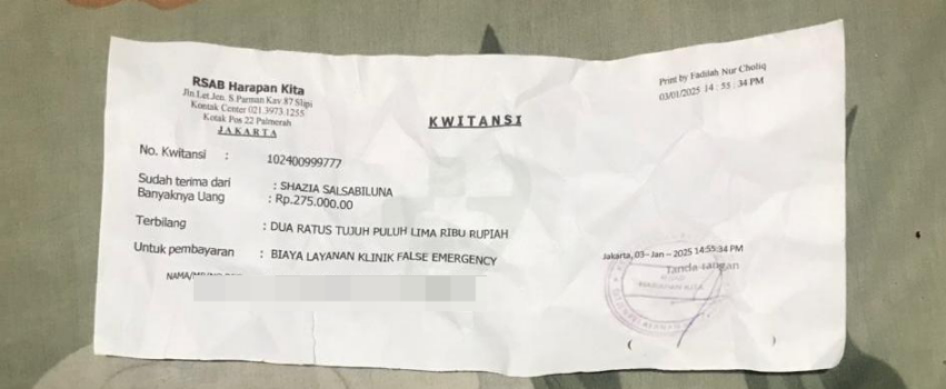 RSAB Harapan Kita
Jln.Let.Jen. S.Parman Kav.87 Slipi
Kontak Center 021.3973.1255
Kotak Pos 22 Palmerah
JAKARTA
Print by Fadilah Nur Choliq
03/01/2025 14 : 55 : 34 PM
KWITANSI
No. Kwitansi : 102400999777
Sudah terima dari : SHAZIA SALSABILUNA
Banyaknya Uang : Rp.275.000.00
Terbilang : DUA RATUS TUJUH PULUH LIMA RIBU RUPIAH
Untuk pembayaran : BIAYA LAYANAN KLINIK FALSE EMERGENCY
NAMA/
Jakarta, 03-Jan-2025 14:55:34 PM
Tanda tangan
HARAPAN KITA
( )